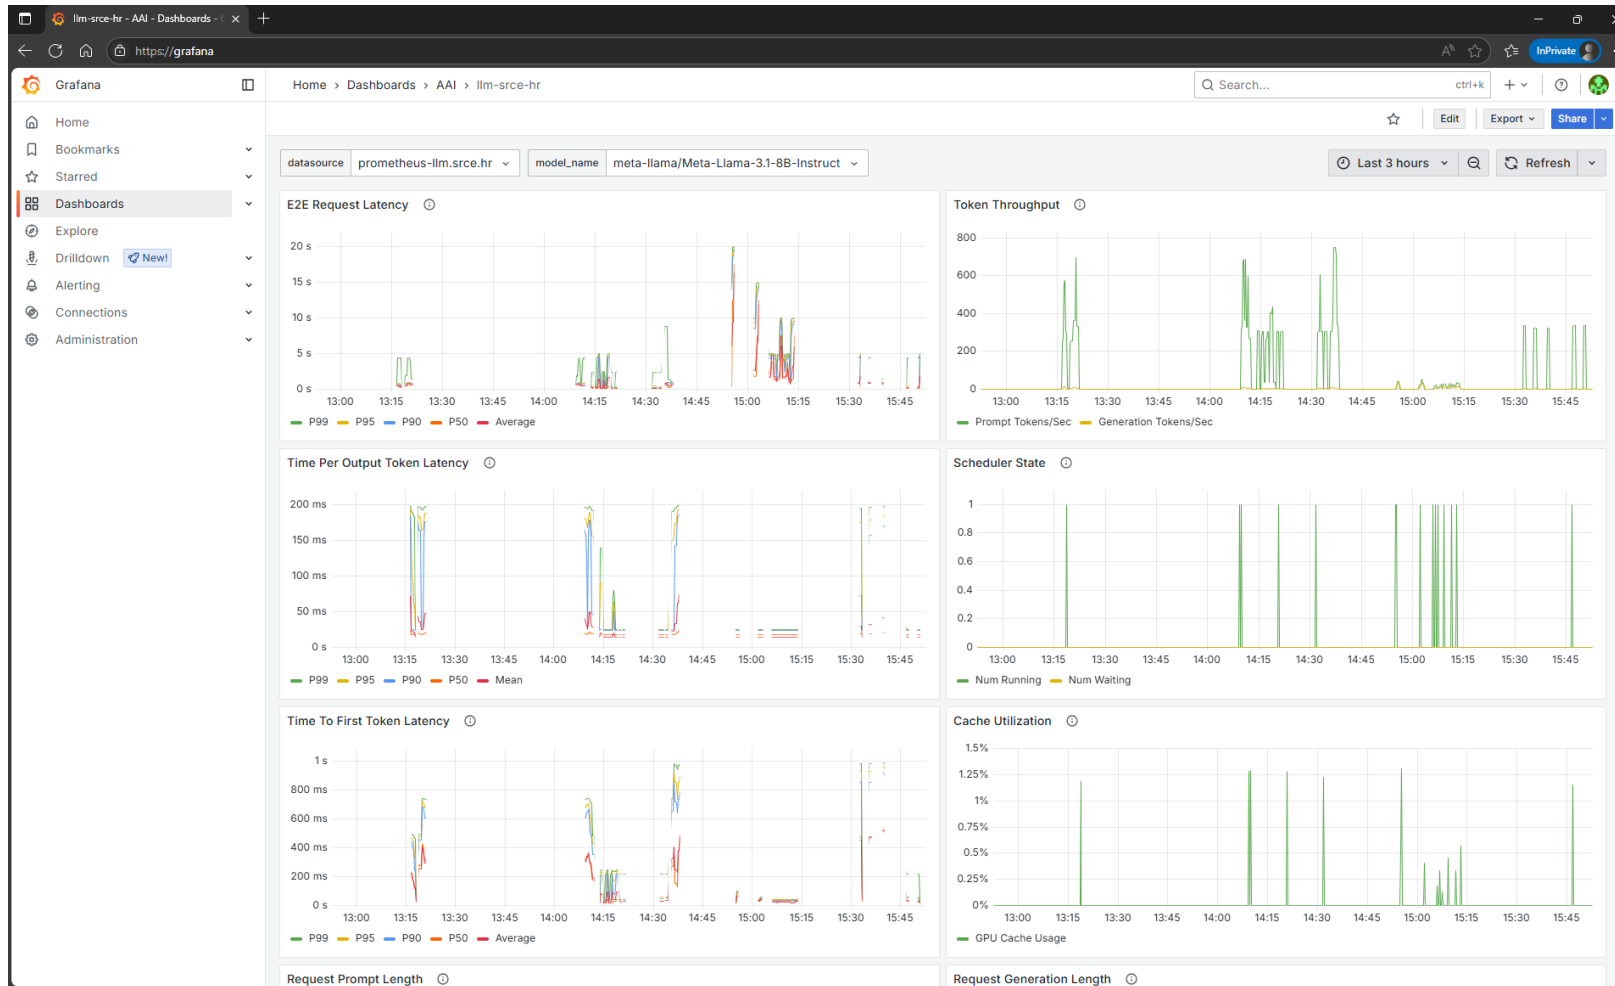 llm-srce-hr - AAI - Dashboards -
https://grafana
InPrivate
Grafana
Home > Dashboards > AAI > llm-srce-hr
Search... ctrl+k
Edit Export Share
Home
Bookmarks
Starred
Dashboards
Explore
Drilldown New!
Alerting
Connections
Administration
datasource prometheus-llm.srce.hr model_name meta-llama/Meta-Llama-3.1-8B-Instruct Last 3 hours Refresh
E2E Request Latency
20 s
15 s
10 s
5 s
0 s
13:00 13:15 13:30 13:45 14:00 14:15 14:30 14:45 15:00 15:15 15:30 15:45
P99 P95 P90 P50 Average
Token Throughput
800
600
400
200
0
13:00 13:15 13:30 13:45 14:00 14:15 14:30 14:45 15:00 15:15 15:30 15:45
Prompt Tokens/Sec Generation Tokens/Sec
Time Per Output Token Latency
200 ms
150 ms
100 ms
50 ms
0 s
13:00 13:15 13:30 13:45 14:00 14:15 14:30 14:45 15:00 15:15 15:30 15:45
P99 P95 P90 P50 Mean
Scheduler State
1
0.8
0.6
0.4
0.2
0
13:00 13:15 13:30 13:45 14:00 14:15 14:30 14:45 15:00 15:15 15:30 15:45
Num Running Num Waiting
Time To First Token Latency
1 s
800 ms
600 ms
400 ms
200 ms
0 s
13:00 13:15 13:30 13:45 14:00 14:15 14:30 14:45 15:00 15:15 15:30 15:45
P99 P95 P90 P50 Average
Cache Utilization
1.5%
1.25%
1%
0.75%
0.5%
0.25%
0%
13:00 13:15 13:30 13:45 14:00 14:15 14:30 14:45 15:00 15:15 15:30 15:45
GPU Cache Usage
Request Prompt Length
Request Generation Length